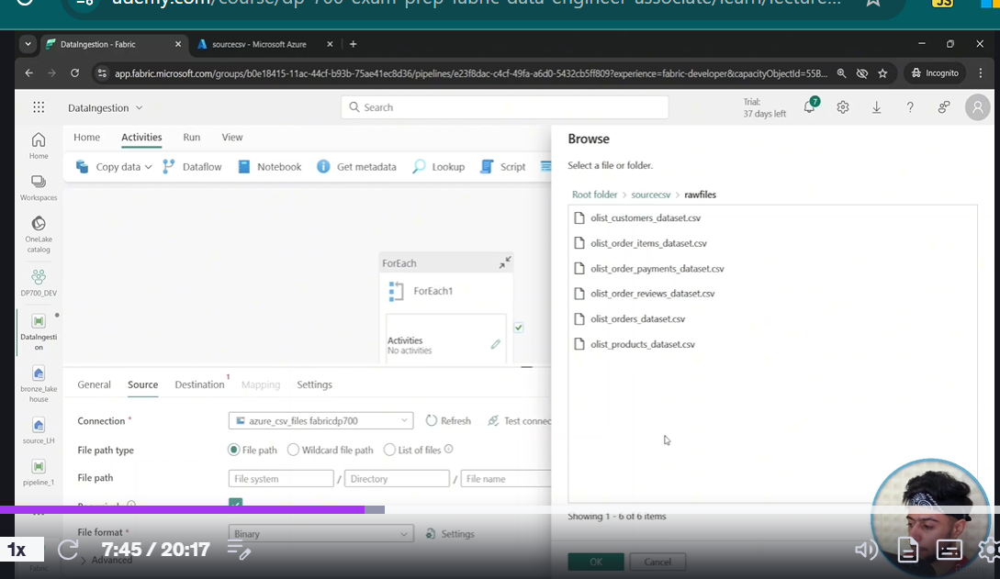 ademy.com/course/dp-700-exam-prep-fabric-data-engineer-associate/learn/lecture...
JS
DataIngestion - Fabric
sourcecsv - Microsoft Azure
app.fabric.microsoft.com/groups/b0e18415-11ac-44cf-b93b-75ae41ec8d36/pipelines/e23f8dac-c4cf-49fa-a6d0-5432cb5ff809?experience=fabric-developer&capacityObjectId=55B...
Incognito
DataIngestion
Search
Trial:
37 days left
7
Home
Activities
Run
View
Copy data
Dataflow
Notebook
Get metadata
Lookup
Script
Home
Workspaces
OneLake
catalog
DP700_DEV
DataIngesti
on
bronze_lake
house
source_LH
pipeline_1
Fabric
ForEach
ForEach1
Activities
No activities
General
Source
Destination 1
Mapping
Settings
Connection *
azure_csv_files fabricdp700
Refresh
Test connec
File path type
File path
Wildcard file path
List of files
File path
File system
/
Directory
/
File name
File format *
Binary
Settings
Advanced
Browse
Select a file or folder.
Root folder > sourcecsv > rawfiles
olist_customers_dataset.csv
olist_order_items_dataset.csv
olist_order_payments_dataset.csv
olist_order_reviews_dataset.csv
olist_orders_dataset.csv
olist_products_dataset.csv
Showing 1 - 6 of 6 items
OK
Cancel
1x
7:45 / 20:17